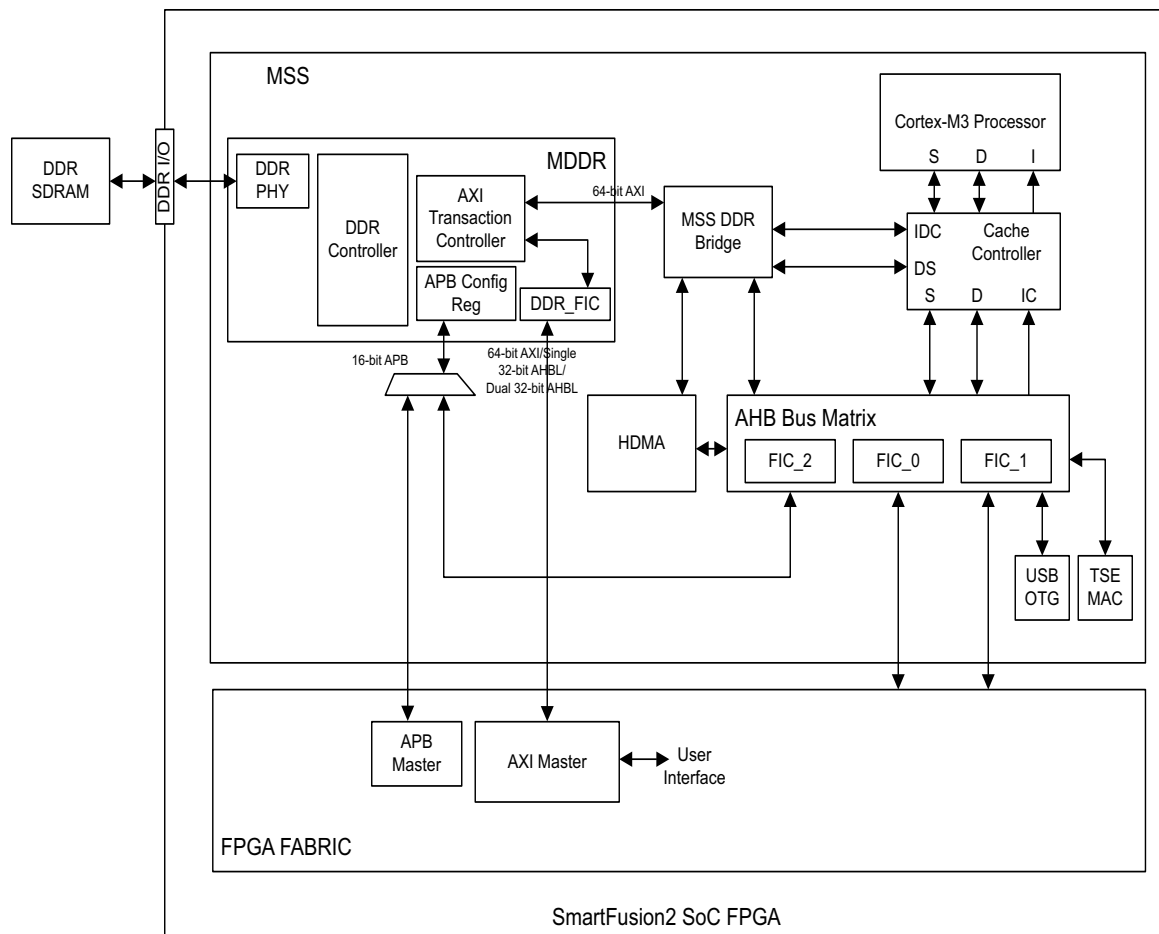 MSS
Cortex-M3 Processor
S D I
DDR
SDRAM
DDR I/O
MDDR
DDR
PHY
DDR
Controller
AXI
Transaction
Controller
64-bit AXI
MSS DDR
Bridge
IDC
Cache
Controller
DS
S D IC
APB Config
Reg
DDR_FIC
16-bit APB
64-bit AXI/Single
32-bit AHBL/
Dual 32-bit AHBL
HDMA
AHB Bus Matrix
FIC_2
FIC_0
FIC_1
USB
OTG
TSE
MAC
APB
Master
AXI Master
User
Interface
FPGA FABRIC
SmartFusion2 SoC FPGA